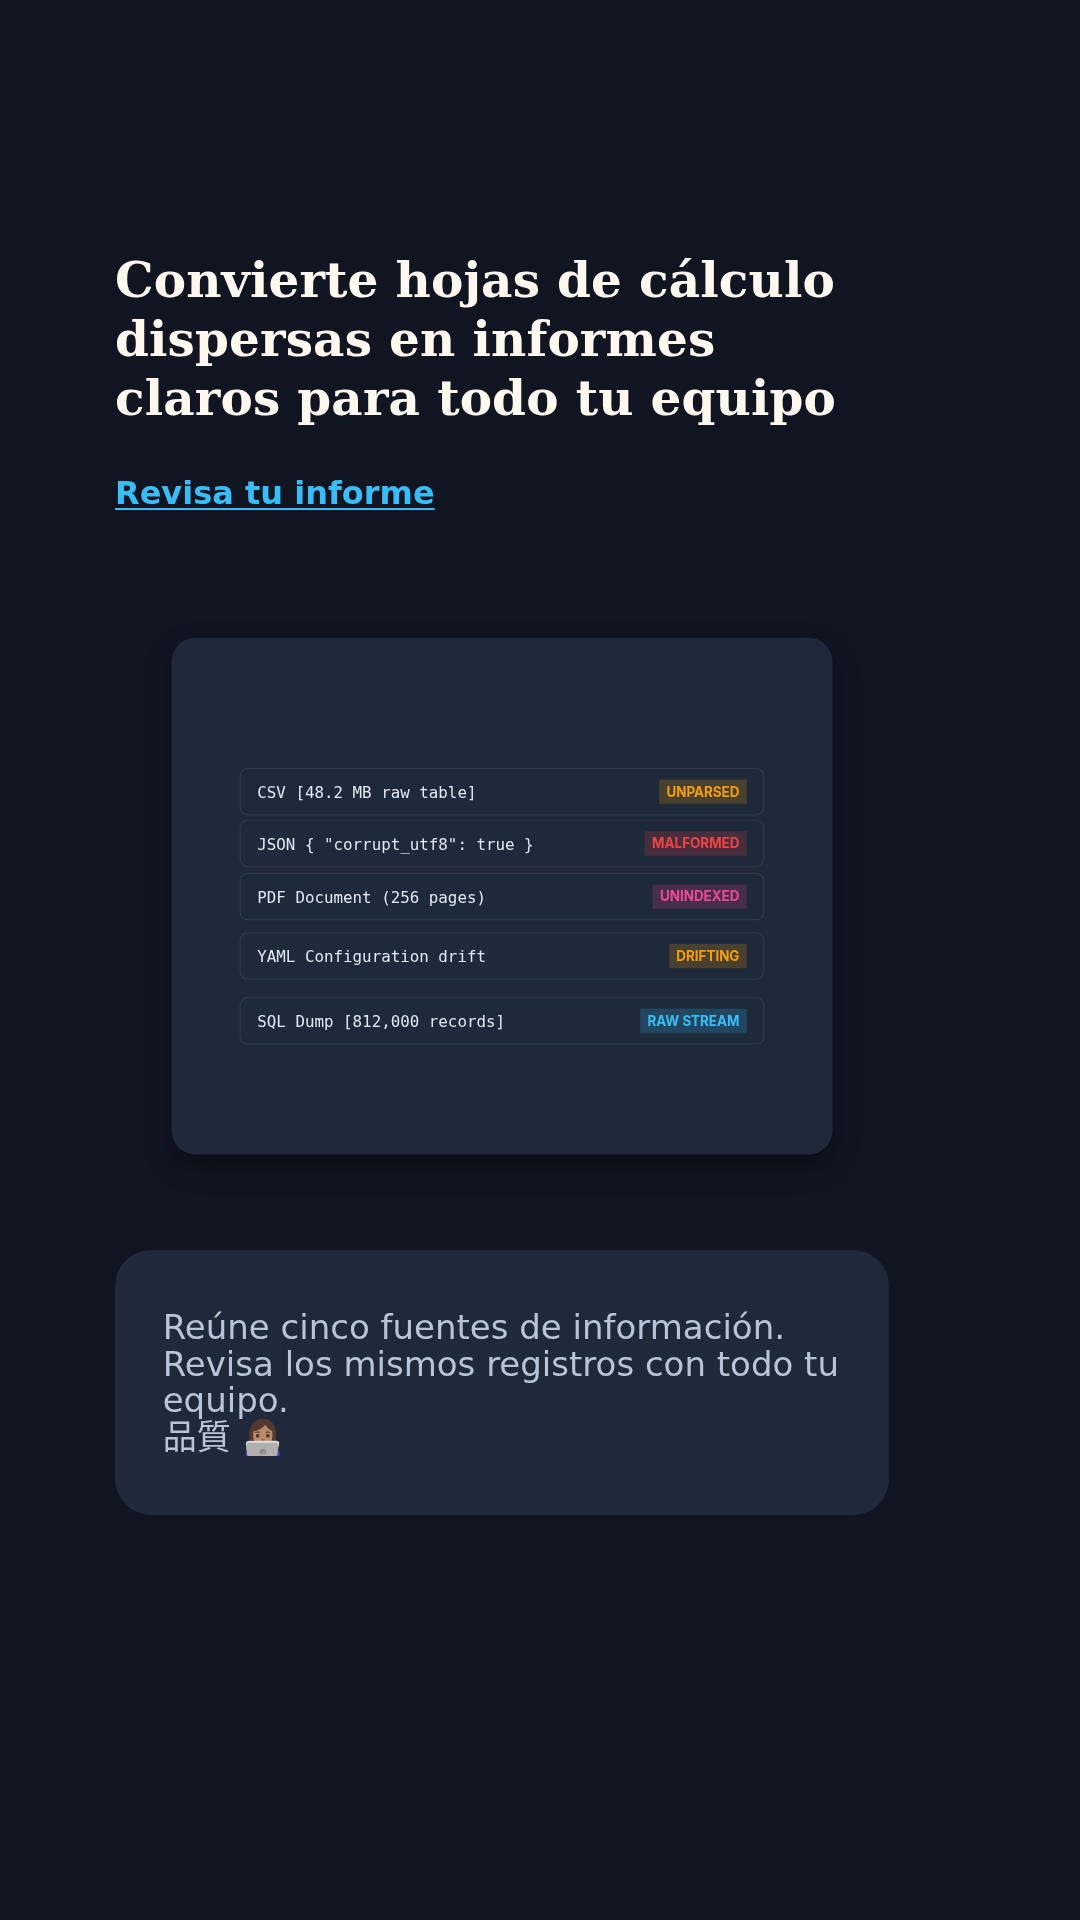 Convierte hojas de cálculo
dispersas en informes
claros para todo tu equipo
Revisa tu informe
CSV [48.2 MB raw table] UNPARSED
JSON { "corrupt_utf8": true } MALFORMED
PDF Document (256 pages) UNINDEXED
YAML Configuration drift DRIFTING
SQL Dump [812,000 records] RAW STREAM
Reúne cinco fuentes de información.
Revisa los mismos registros con todo tu
equipo.
品質 👩🏽‍💻